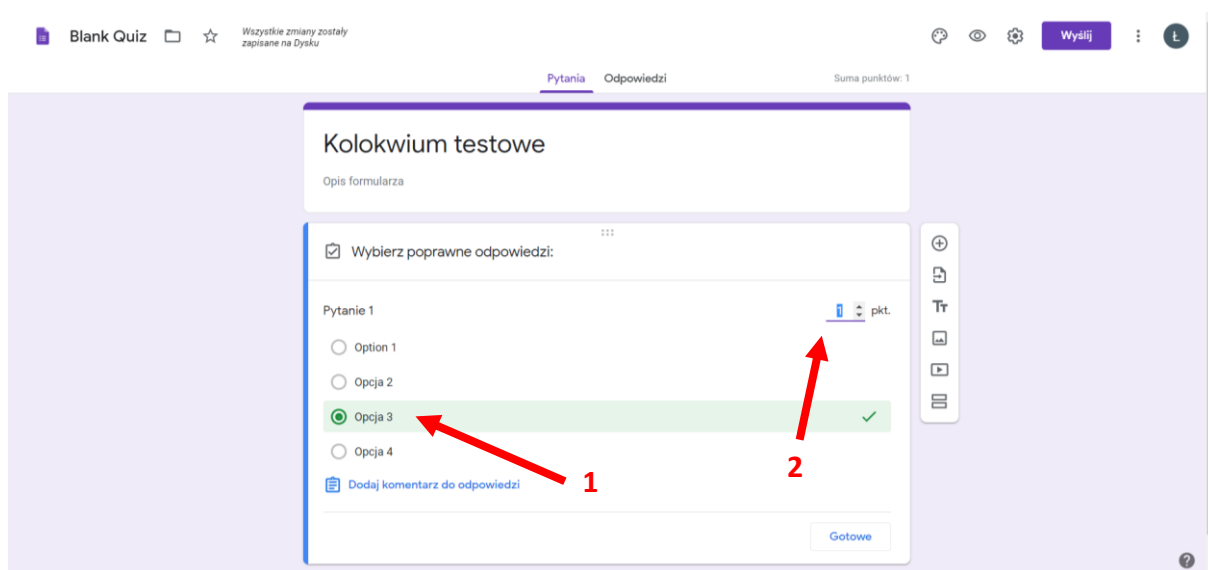 Blank Quiz
Wszystkie zmiany zostały
zapisane na Dysku
Wyślij
Ł
Pytania Odpowiedzi
Suma punktów: 1
Kolokwium testowe
Opis formularza
Wybierz poprawne odpowiedzi:
Pytanie 1
1 pkt.
Option 1
Opcja 2
Opcja 3
Opcja 4
1
2
Dodaj komentarz do odpowiedzi
Gotowe
Tт
?